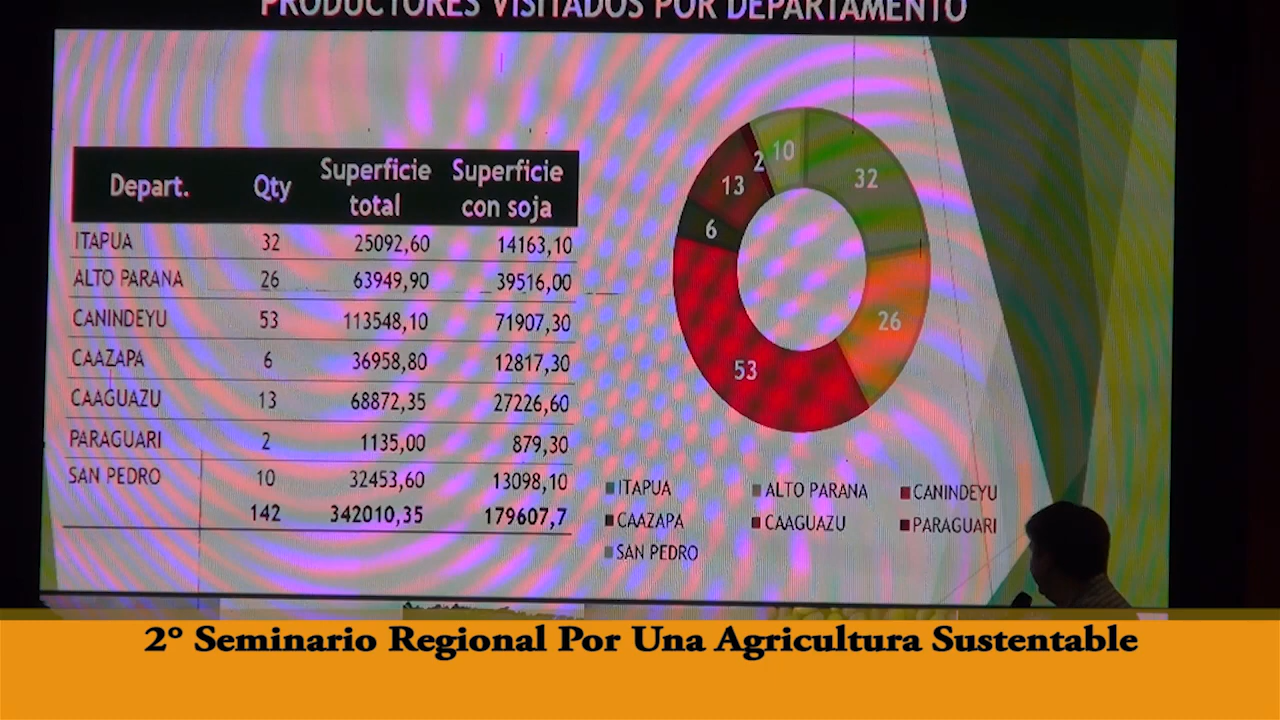 PRODUCTORES VISITADOS POR DEPARTAMENTO
Depart. Qty Superficie total Superficie con soja
ITAPUA 32 25092,60 14163,10
ALTO PARANA 26 63949,90 39516,00
CANINDEYU 53 113548,10 71907,30
CAAZAPA 6 36958,80 12817,30
CAAGUAZU 13 68872,35 27226,60
PARAGUARI 2 1135,00 879,30
SAN PEDRO 10 32453,60 13098,10
142 342010,35 179607,7
10
2
32
13
6
26
53
ITAPUA ALTO PARANA CANINDEYU
CAAZAPA CAAGUAZU PARAGUARI
SAN PEDRO
2° Seminario Regional Por Una Agricultura Sustentable